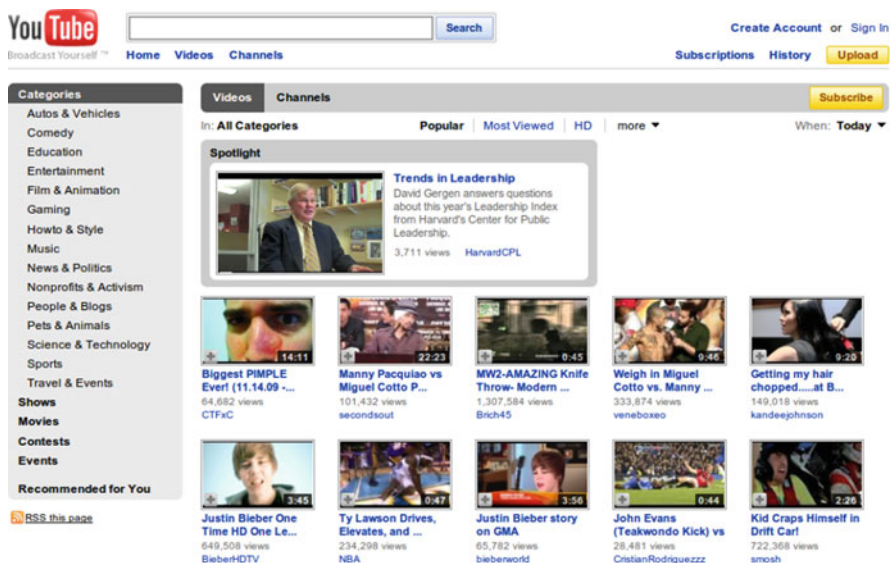 YouTube
Search
Create Account or Sign In
Broadcast Yourself ™
Home Videos Channels
Subscriptions History Upload
Categories
Autos & Vehicles
Comedy
Education
Entertainment
Film & Animation
Gaming
Howto & Style
Music
News & Politics
Nonprofits & Activism
People & Blogs
Pets & Animals
Science & Technology
Sports
Travel & Events
Shows
Movies
Contests
Events
Recommended for You
RSS this page
Videos Channels
Subscribe
In: All Categories
Popular Most Viewed HD more
When: Today
Spotlight
Trends in Leadership
David Gergen answers questions
about this year's Leadership Index
from Harvard's Center for Public
Leadership.
3,711 views HarvardCPL
14:11
Biggest PIMPLE
Ever! (11.14.09 -...
64,682 views
CTFxC
22:23
Manny Pacquiao vs
Miguel Cotto P...
101,432 views
secondsout
0:45
MW2-AMAZING Knife
Throw- Modern ...
1,307,584 views
Brich45
9:46
Weigh in Miguel
Cotto vs. Manny ...
333,874 views
veneboxeo
9:20
Getting my hair
chopped.....at B...
149,018 views
kandeejohnson
3:45
Justin Bieber One
Time HD One Le...
649,508 views
BieberHDTV
0:47
Ty Lawson Drives,
Elevates, and ...
234,298 views
NBA
3:56
Justin Bieber story
on GMA
65,782 views
bieberworld
0:44
John Evans
(Teakwondo Kick) vs
28,481 views
CristianRodriguezzz
2:26
Kid Craps Himself in
Drift Car!
722,368 views
smosh